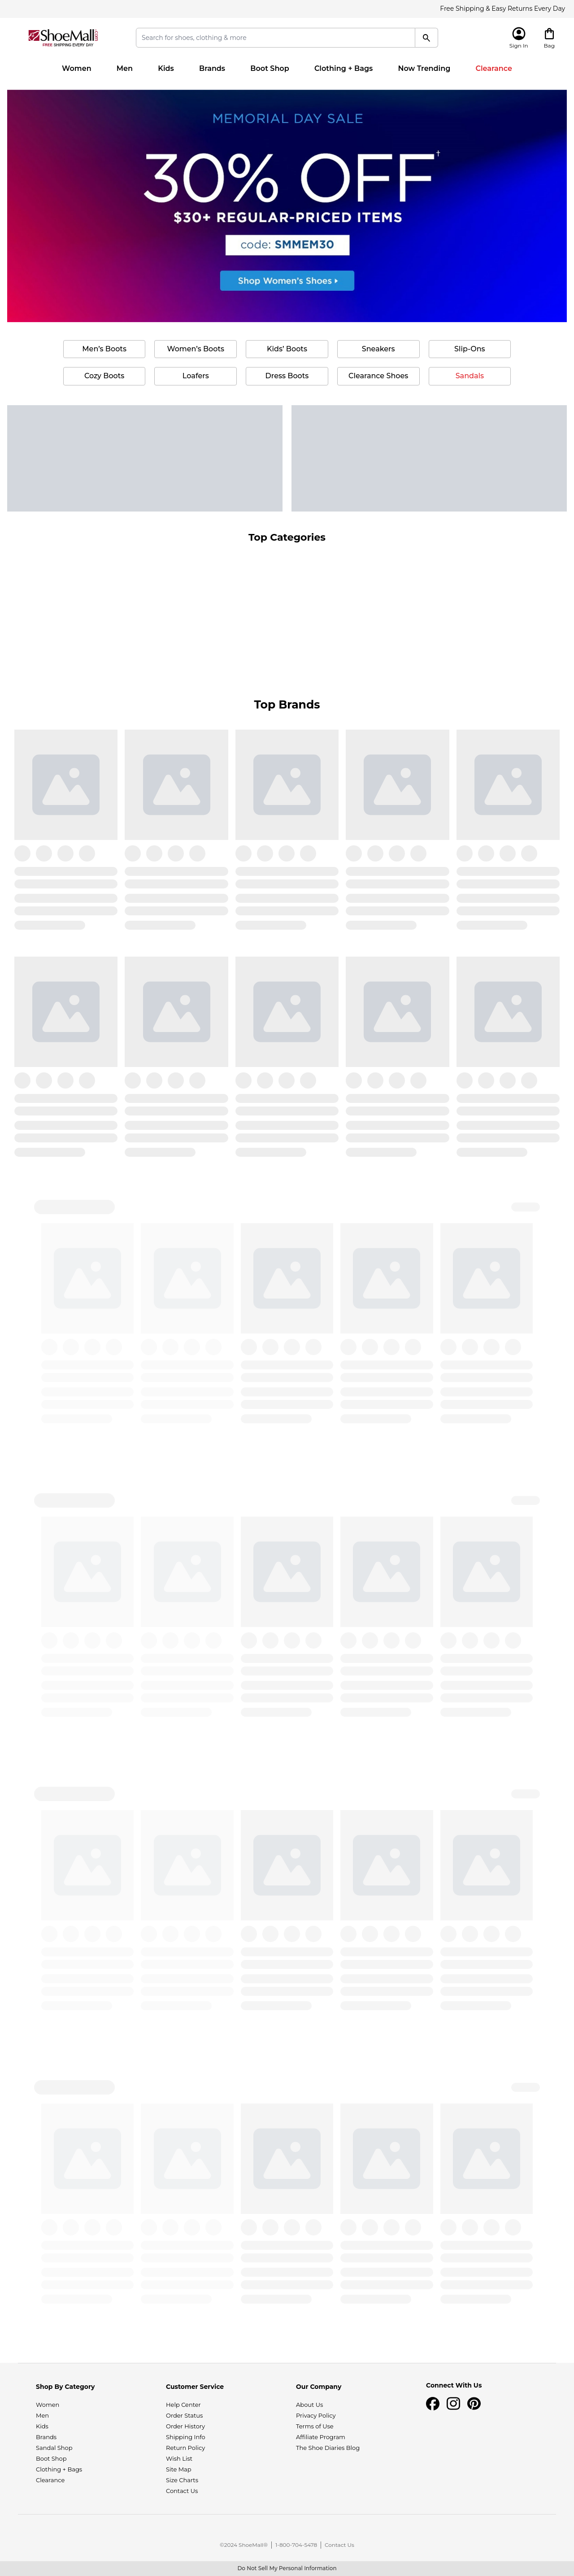 Free Shipping & Easy Returns Every Day
ShoeMall
FREE SHIPPING EVERY DAY
Search for shoes, clothing & more
Sign In
Bag
Women Men Kids Brands Boot Shop Clothing + Bags Now Trending Clearance
MEMORIAL DAY SALE
30% OFF†
$30+ REGULAR-PRICED ITEMS
code: SMMEM30
Shop Women's Shoes
Men's Boots Women's Boots Kids' Boots Sneakers Slip-Ons
Cozy Boots Loafers Dress Boots Clearance Shoes Sandals
Top Categories
Top Brands
Shop By Category
Women
Men
Kids
Brands
Sandal Shop
Boot Shop
Clothing + Bags
Clearance
Customer Service
Help Center
Order Status
Order History
Shipping Info
Return Policy
Wish List
Site Map
Size Charts
Contact Us
Our Company
About Us
Privacy Policy
Terms of Use
Affiliate Program
The Shoe Diaries Blog
Connect With Us
©2024 ShoeMall® | 1-800-704-5478 | Contact Us
Do Not Sell My Personal Information